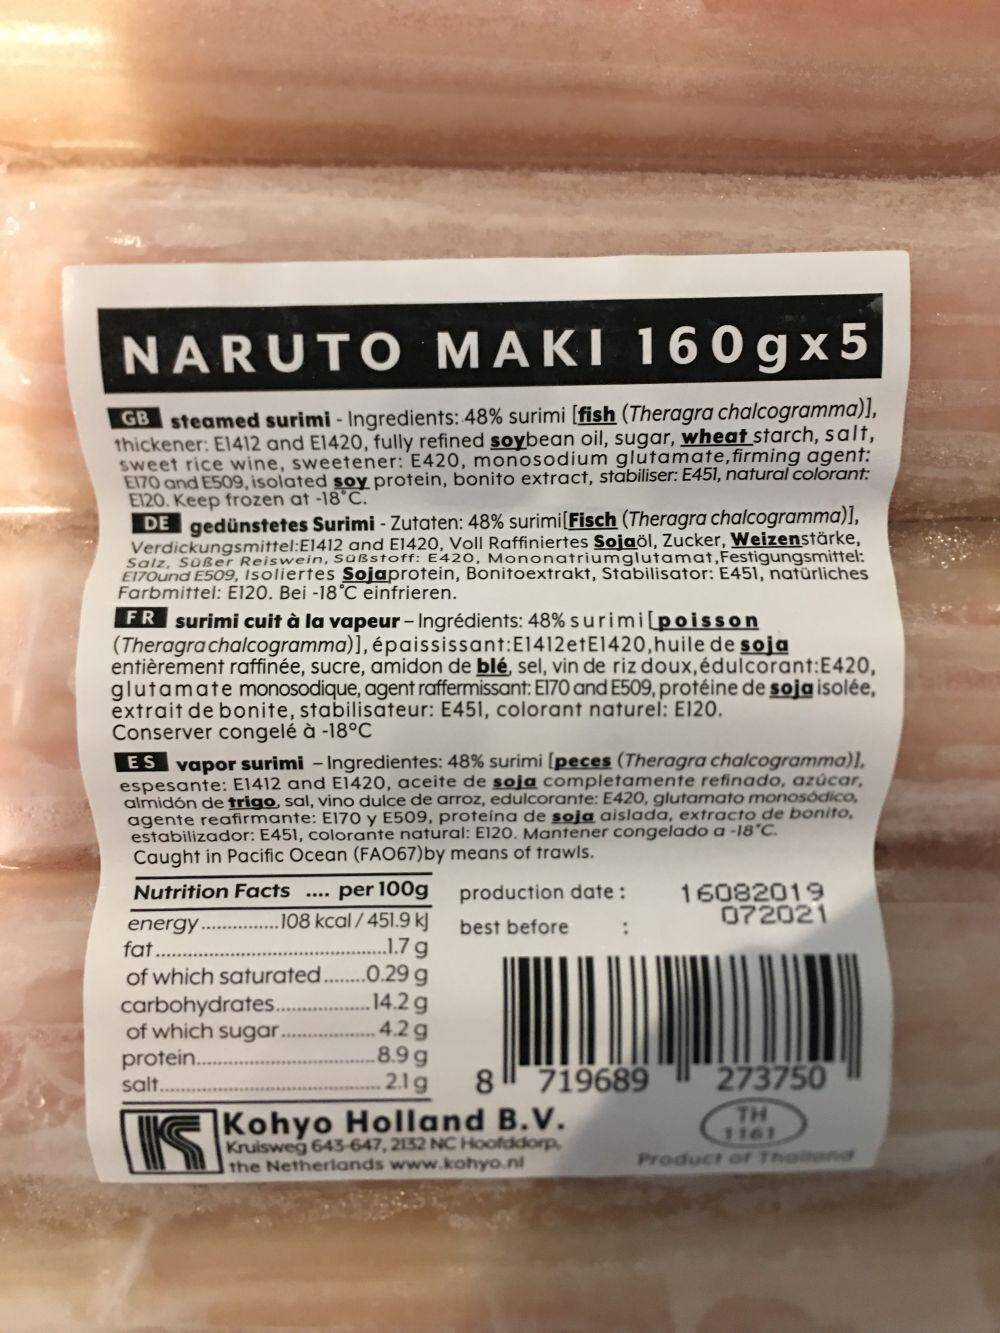 NARUTO MAKI 160gx5
GB steamed surimi - Ingredients: 48% surimi [fish (Theragra chalcogramma)],
thickener: E1412 and E1420, fully refined soybean oil, sugar, wheat starch, salt,
sweet rice wine, sweetener: E420, monosodium glutamate, firming agent:
E170 and E509, isolated soy protein, bonito extract, stabiliser: E451, natural colorant:
E120. Keep frozen at -18°C.
DE gedünstetes Surimi - Zutaten: 48% surimi[Fisch (Theragra chalcogramma)],
Verdickungsmittel:E1412 and E1420, Voll Raffiniertes Sojaöl, Zucker, Weizenstärke,
Salz, Süßer Reiswein, Süßstoff: E420, Mononatriumglutamat,Festigungsmittel:
E170und E509, Isoliertes Sojaprotein, Bonitoextrakt, Stabilisator: E451, natürliches
Farbmittel: E120. Bei -18°C einfrieren.
FR surimi cuit à la vapeur – Ingrédients: 48% surimi[poisson
(Theragra chalcogramma)], épaississant:E1412etE1420,huile de soja
entièrement raffinée, sucre, amidon de blé, sel, vin de riz doux,édulcorant:E420,
glutamate monosodique, agent raffermissant: E170 and E509, protéine de soja isolée,
extrait de bonite, stabilisateur: E451, colorant naturel: E120.
Conserver congelé à -18°C
ES vapor surimi – Ingredientes: 48% surimi [peces (Theragra chalcogramma)],
espesante: E1412 and E1420, aceite de soja completamente refinado, azúcar,
almidón de trigo, sal, vino dulce de arroz, edulcorante: E420, glutamato monosódico,
agente reafirmante: E170 y E509, proteína de soja aislada, extracto de bonito,
estabilizador: E451, colorante natural: E120. Mantener congelado a -18°C.
Caught in Pacific Ocean (FAO67)by means of trawls.
Nutrition Facts .... per 100g
energy...............108 kcal / 451.9 kJ
fat.............................................1.7 g
of which saturated........0.29 g
carbohydrates..................14.2 g
of which sugar..................4.2 g
protein..................................8.9 g
salt..........................................2.1 g
production date : 16082019
best before : 072021
8 719689 273750
K Kohyo Holland B.V.
Kruisweg 643-647, 2132 NC Hoofddorp,
the Netherlands www.kohyo.nl
TH
1161
Product of Thailand